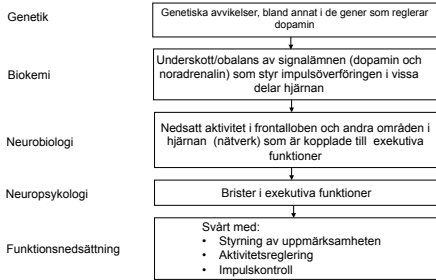 Genetik
Genetiska avvikelser, bland annat i de gener som reglerar
dopamin
Biokemi
Underskott/obalans av signalämnen (dopamin och
noradrenalin) som styr impulsöverföringen i vissa
delar hjärnan
Neurobiologi
Nedsatt aktivitet i frontalloben och andra områden i
hjärnan (nätverk) som är kopplade till exekutiva
funktioner
Neuropsykologi
Brister i exekutiva funktioner
Funktionsnedsättning
Svårt med:
• Styrning av uppmärksamheten
• Aktivitetsreglering
• Impulskontroll